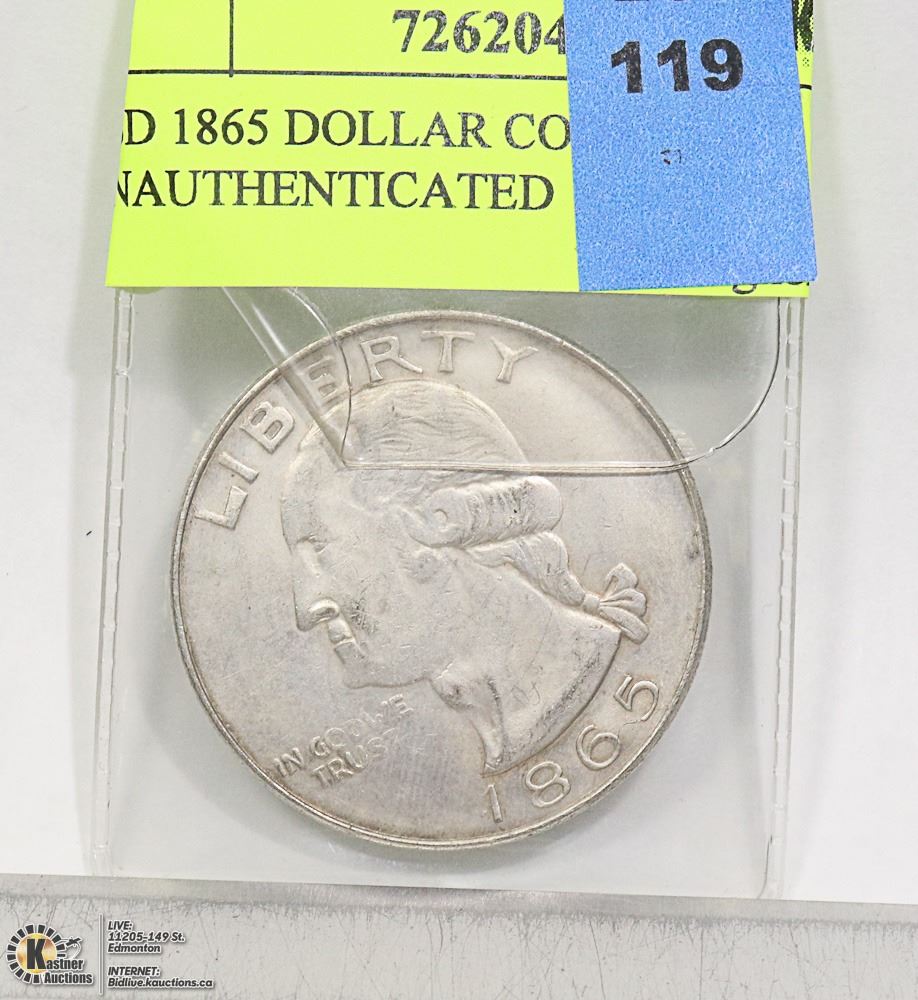 726204
119
D 1865 DOLLAR CO
NAUTHENTICATED
LIBERTY
IN GOD WE
TRUST
1865
Kastner
Auctions
LIVE:
11205-149 St.
Edmonton
INTERNET:
Bidlive.kauctions.ca